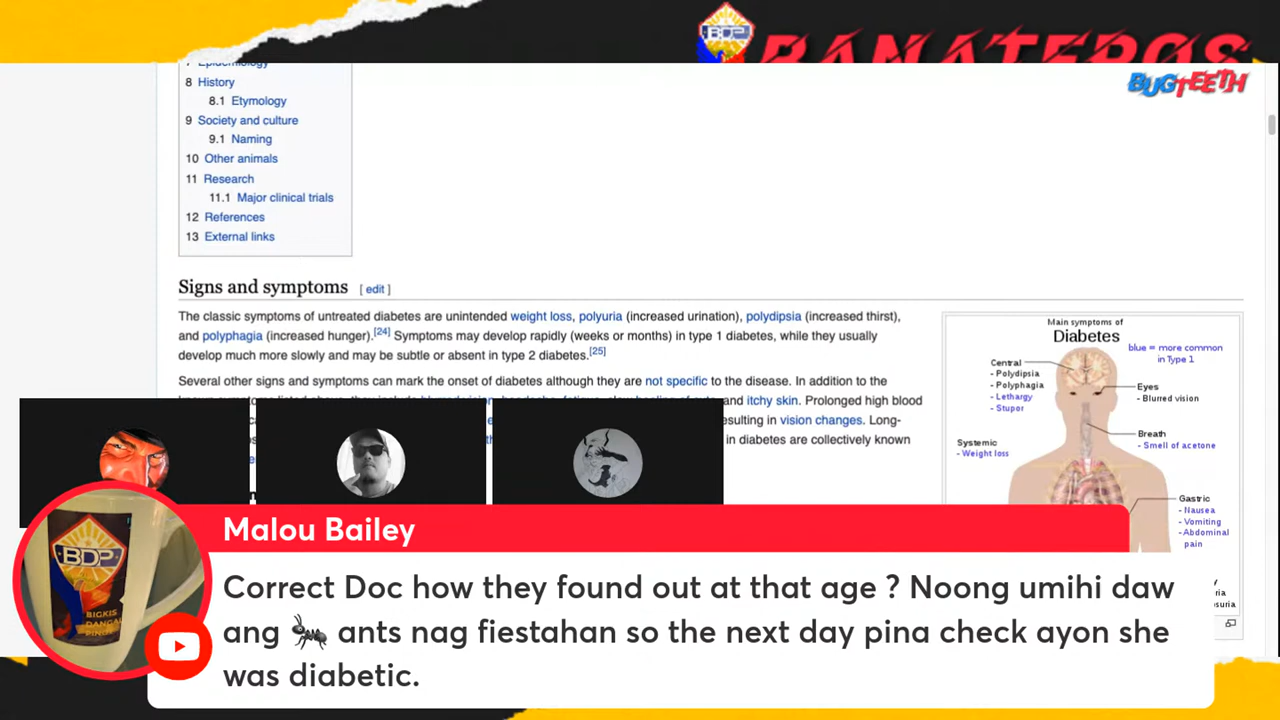 BDP
BANATEROS
BUGTEETH
7 Epidemiology
8 History
8.1 Etymology
9 Society and culture
9.1 Naming
10 Other animals
11 Research
11.1 Major clinical trials
12 References
13 External links
Signs and symptoms [ edit ]
The classic symptoms of untreated diabetes are unintended weight loss, polyuria (increased urination), polydipsia (increased thirst),
and polyphagia (increased hunger).[24] Symptoms may develop rapidly (weeks or months) in type 1 diabetes, while they usually
develop much more slowly and may be subtle or absent in type 2 diabetes.[25]
Several other signs and symptoms can mark the onset of diabetes although they are not specific to the disease. In addition to the
and itchy skin. Prolonged high blood
resulting in vision changes. Long-
in diabetes are collectively known
Main symptoms of
Diabetes
blue = more common
in Type 1
Central
- Polydipsia
- Polyphagia
- Lethargy
- Stupor
Eyes
- Blurred vision
Breath
- Smell of acetone
Systemic
- Weight loss
Gastric
- Nausea
- Vomiting
- Abdominal
pain
BDP
BIGKIS
Malou Bailey
Correct Doc how they found out at that age ? Noong umihi daw
ang 🐜 ants nag fiestahan so the next day pina check ayon she
was diabetic.